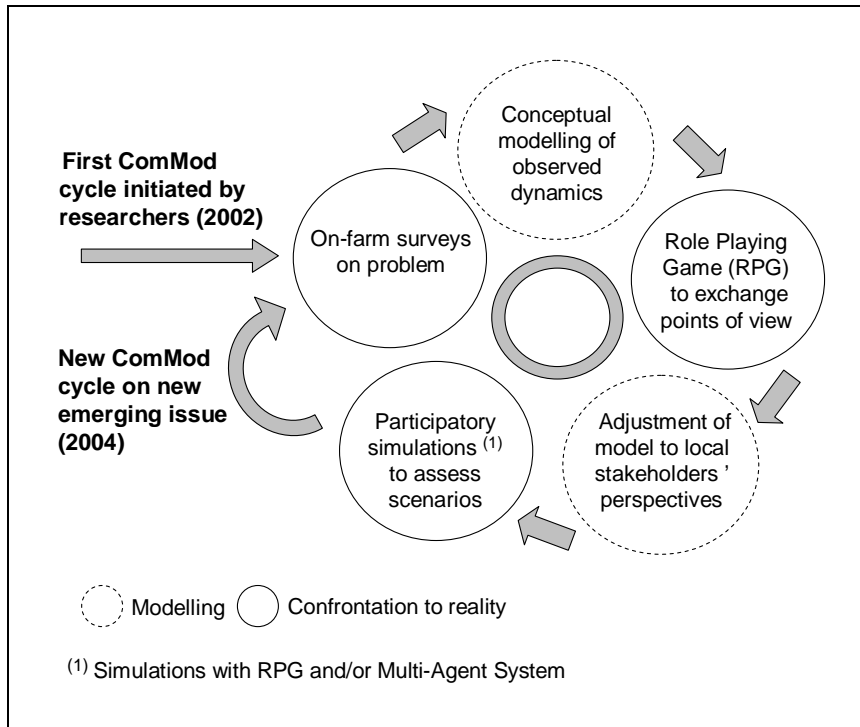 First ComMod
cycle initiated by
researchers (2002)
On-farm surveys
on problem
Conceptual
modelling of
observed
dynamics
Role Playing
Game (RPG)
to exchange
points of view
Adjustment of
model to local
stakeholders ’
perspectives
Participatory
simulations (1)
to assess
scenarios
New ComMod
cycle on new
emerging issue
(2004)
Modelling
Confrontation to reality
(1) Simulations with RPG and/or Multi-Agent System